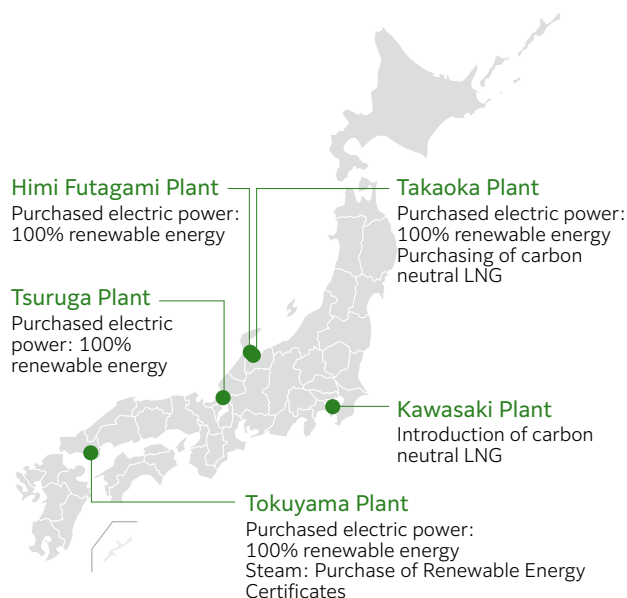 Himi Futagami Plant
Purchased electric power:
100% renewable energy
Takaoka Plant
Purchased electric power:
100% renewable energy
Purchasing of carbon
neutral LNG
Tsuruga Plant
Purchased electric
power: 100%
renewable energy
Kawasaki Plant
Introduction of carbon
neutral LNG
Tokuyama Plant
Purchased electric power:
100% renewable energy
Steam: Purchase of Renewable Energy
Certificates